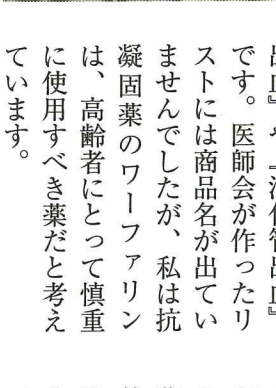 です。医師会が作ったリ
ストには商品名が出てい
ませんでしたが、私は抗
凝固薬のワーファリン
は、高齢者にとって慎重
に使用すべき薬だと考え
ています。